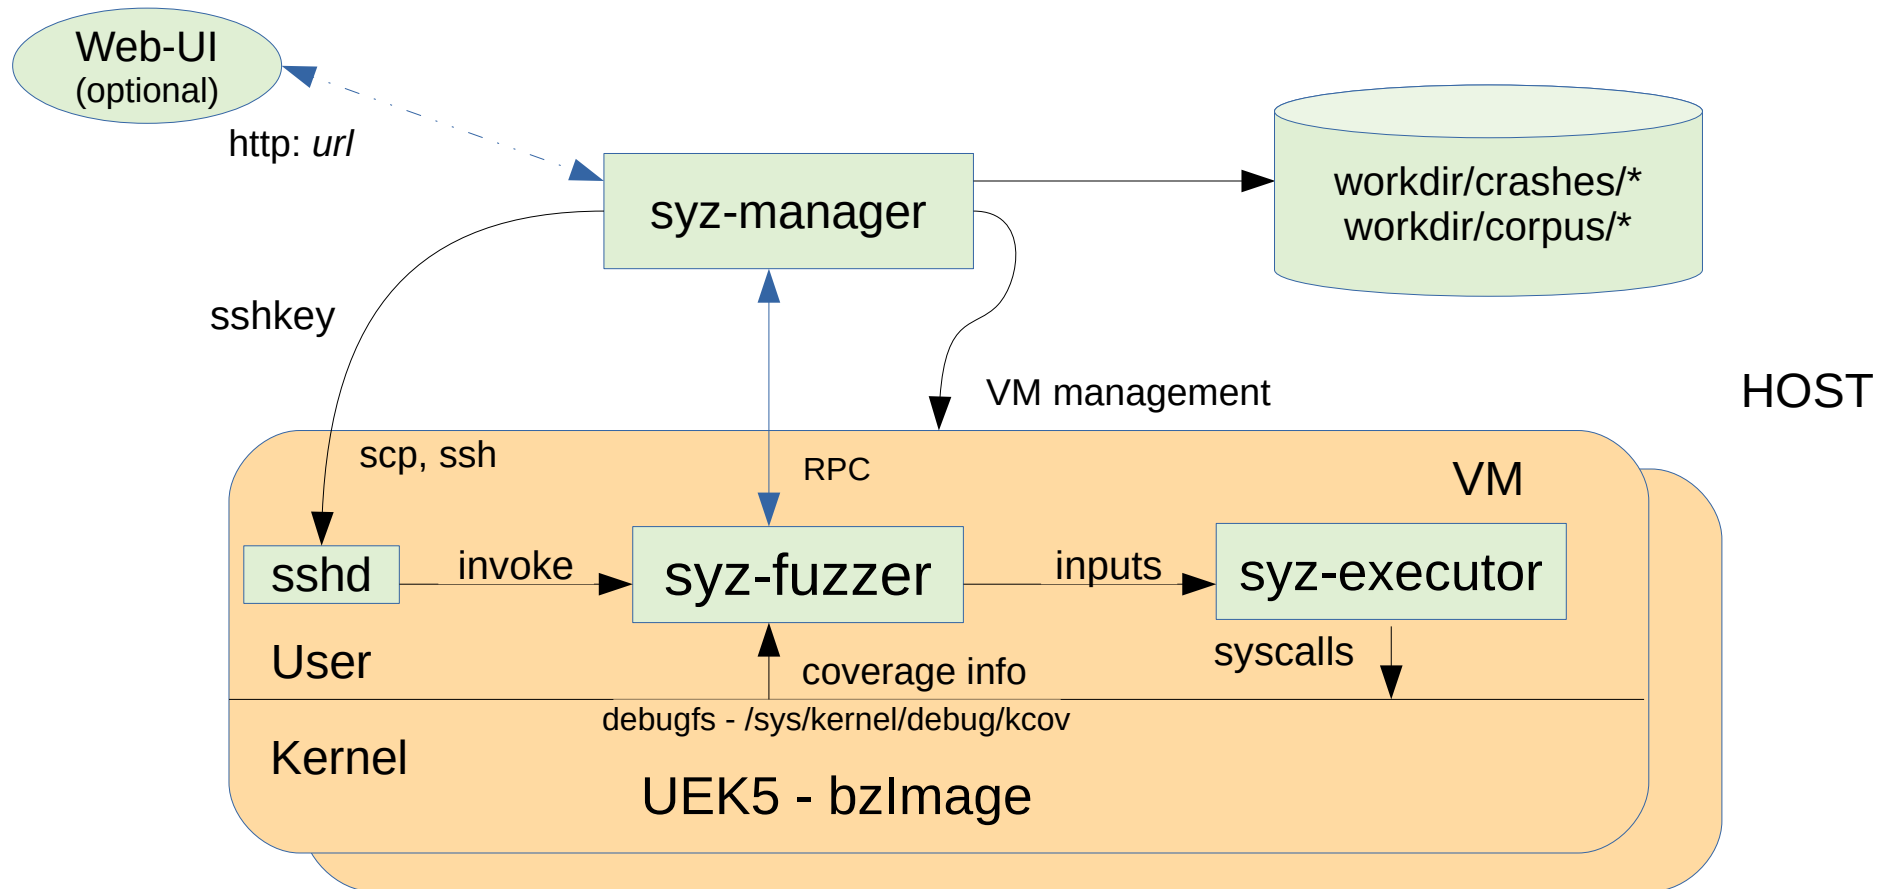 Web-UI
(optional)
http: url
syz-manager
workdir/crashes/*
workdir/corpus/*
sshkey
VM management
HOST
scp, ssh
RPC
VM
sshd
invoke
syz-fuzzer
inputs
syz-executor
User
coverage info
syscalls
debugfs - /sys/kernel/debug/kcov
Kernel
UEK5 - bzImage